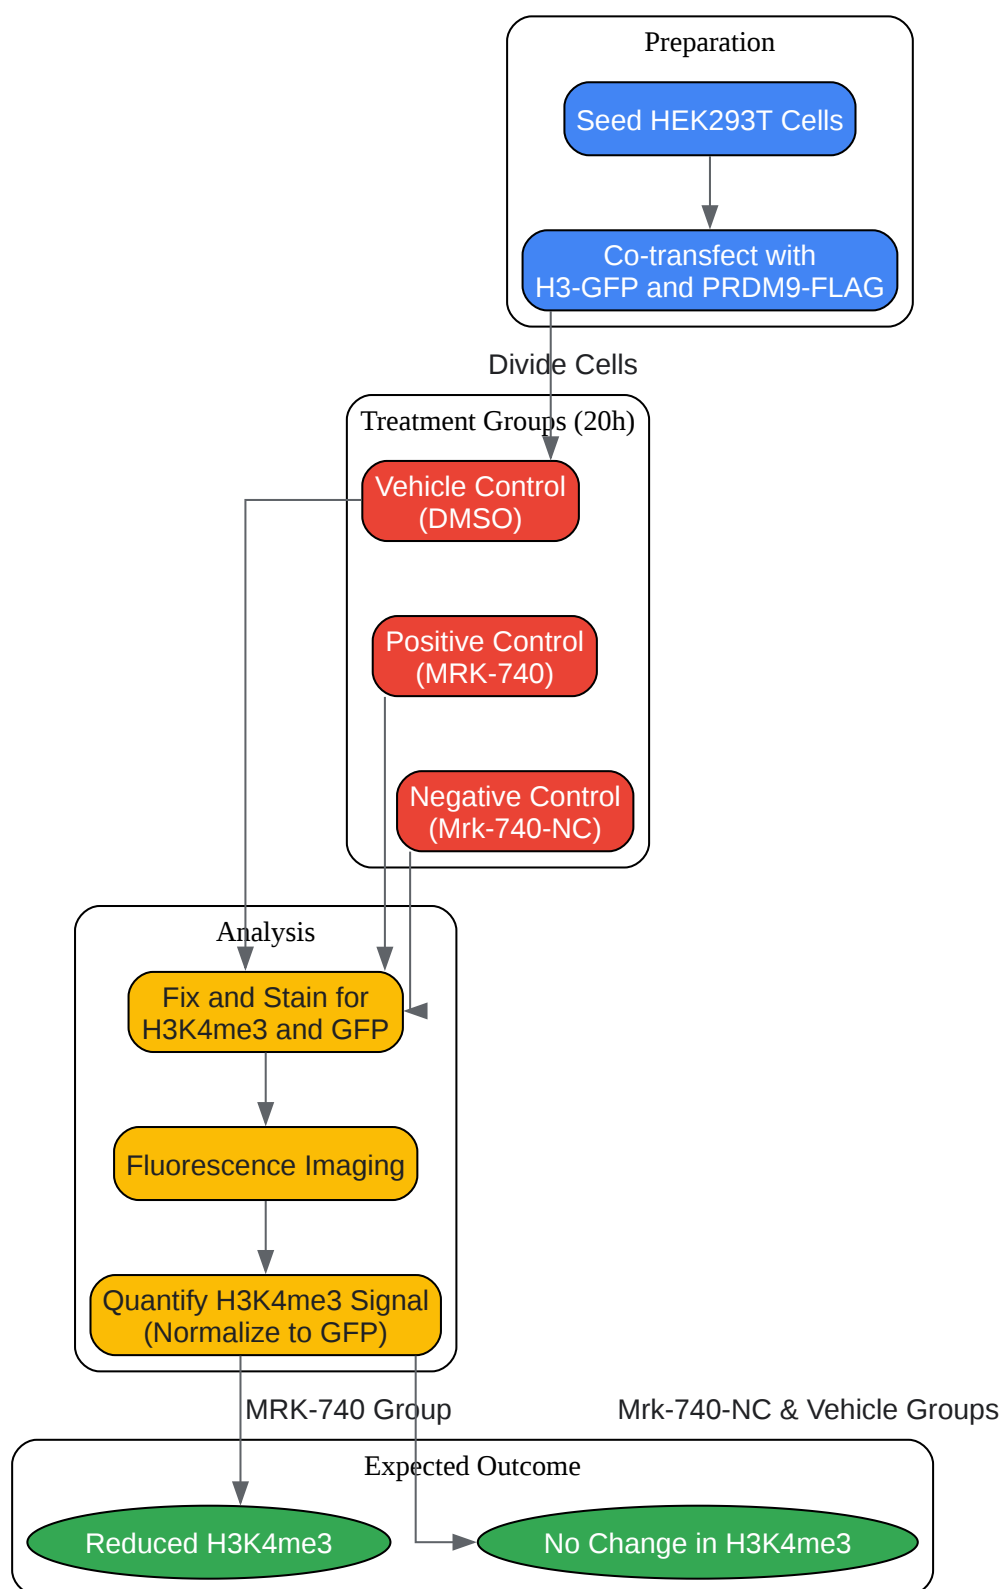 Preparation
Seed HEK293T Cells
Co-transfect with
H3-GFP and PRDM9-FLAG
Divide Cells
Treatment Groups (20h)
Vehicle Control
(DMSO)
Positive Control
(MRK-740)
Negative Control
(Mrk-740-NC)
Analysis
Fix and Stain for
H3K4me3 and GFP
Fluorescence Imaging
Quantify H3K4me3 Signal
(Normalize to GFP)
MRK-740 Group
Mrk-740-NC & Vehicle Groups
Expected Outcome
Reduced H3K4me3
No Change in H3K4me3